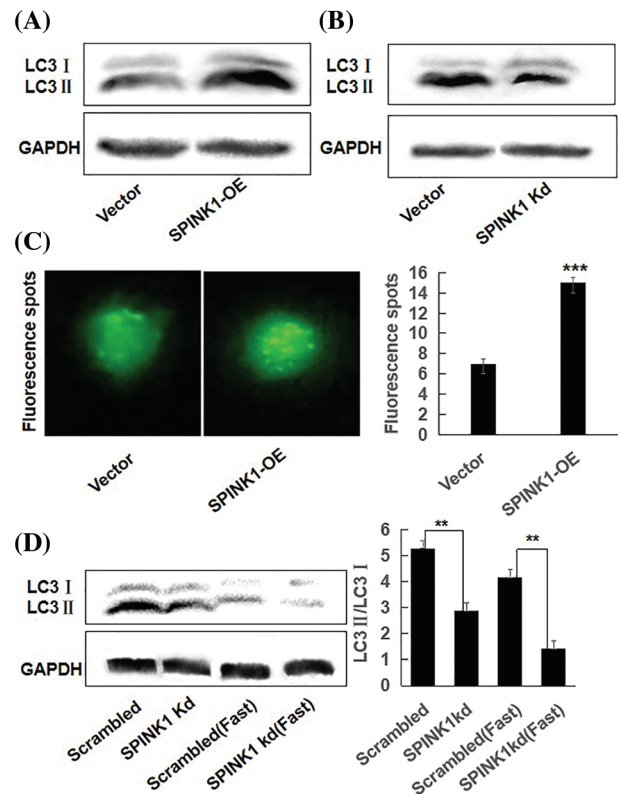 (A)
LC3 Ⅰ
LC3 Ⅱ
GAPDH
Vector
SPINK1-OE
(B)
LC3 Ⅰ
LC3 Ⅱ
GAPDH
Vector
SPINK1 Kd
(C)
Fluorescence spots
Vector
SPINK1-OE
Fluorescence spots
16
14
12
10
8
6
4
2
0
***
Vector
SPINK1-OE
(D)
LC3 Ⅰ
LC3 Ⅱ
GAPDH
Scrambled
SPINK1 Kd
Scrambled(Fast)
SPINK1 kd(Fast)
LC3 Ⅱ/LC3 Ⅰ
6
5
4
3
2
1
0
**
**
Scrambled
SPINK1kd
Scrambled(Fast)
SPINK1kd(Fast)